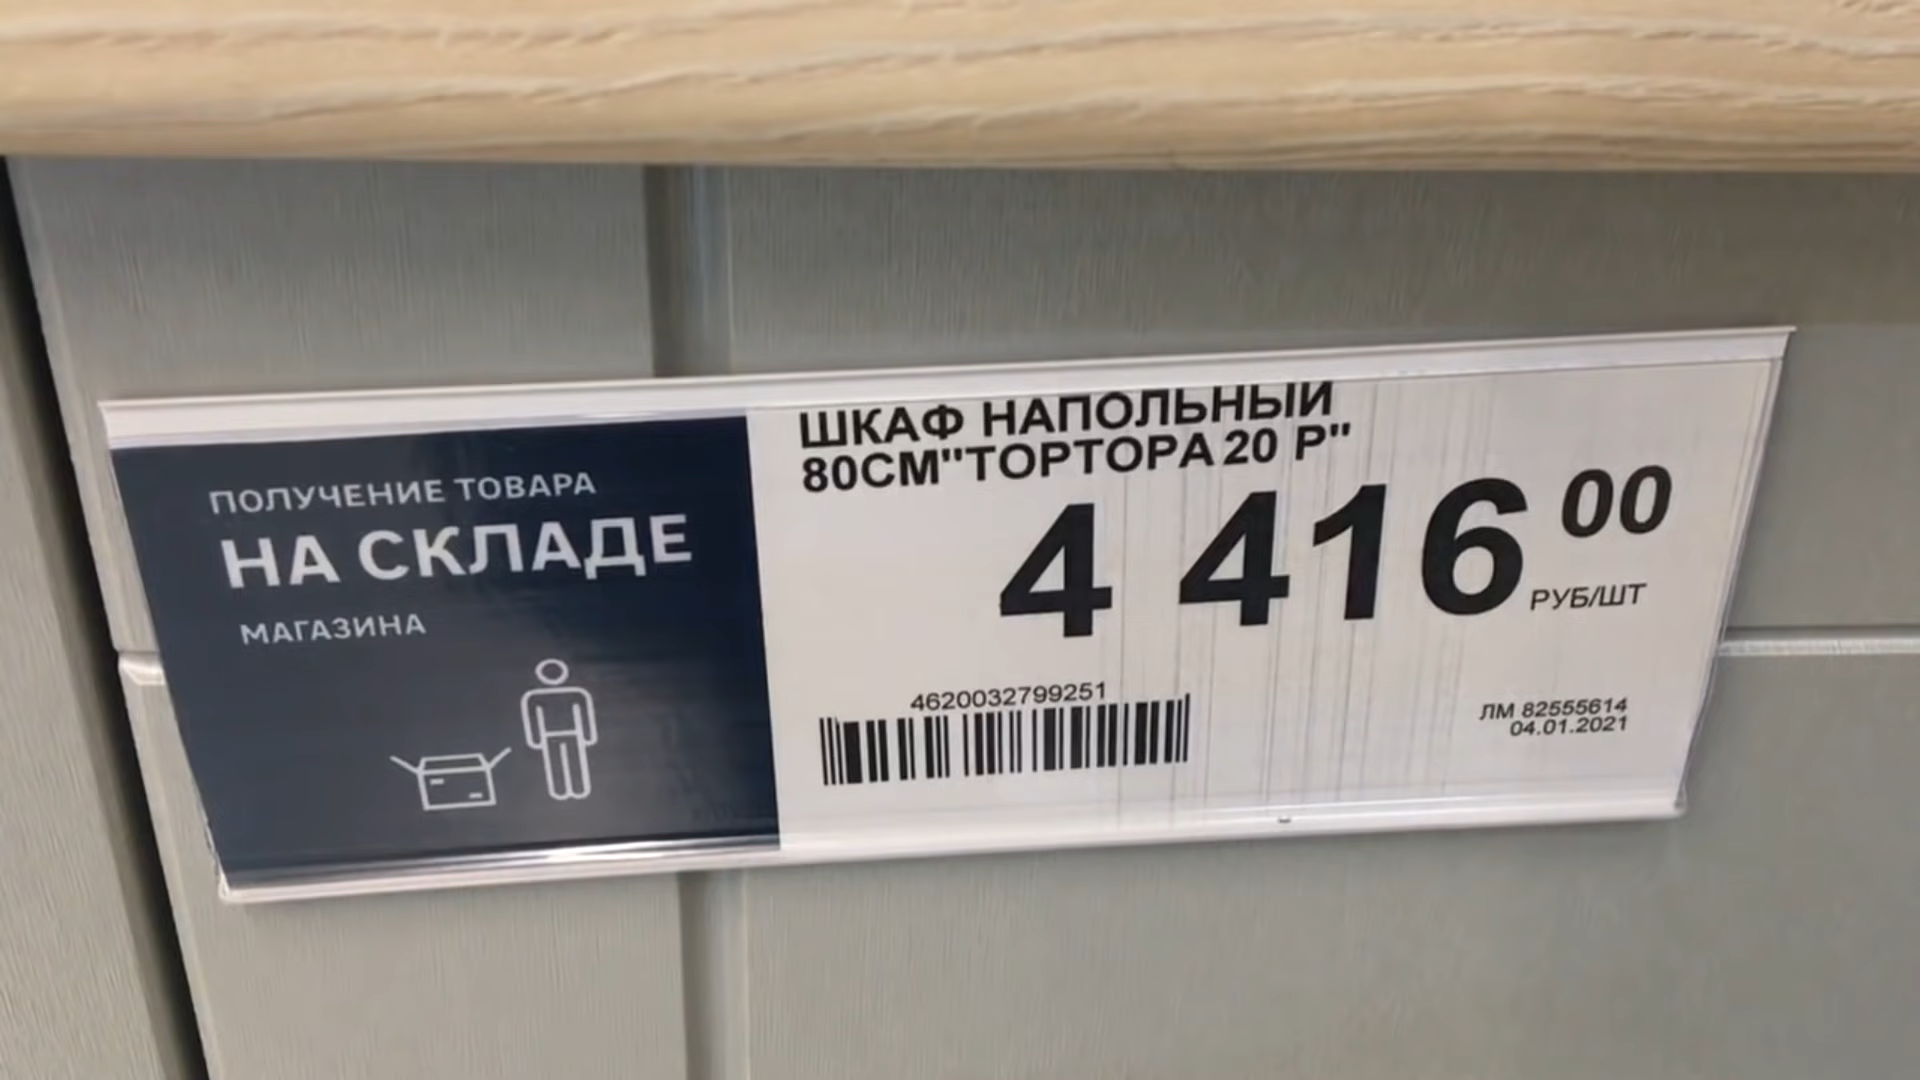 ПОЛУЧЕНИЕ ТОВАРА
НА СКЛАДЕ
МАГАЗИНА
ШКАФ НАПОЛЬНЫЙ
80СМ"ТОРТОРА 20 Р"
4 416 00
РУБ/ШТ
4620032799251
ЛМ 82555614
04.01.2021